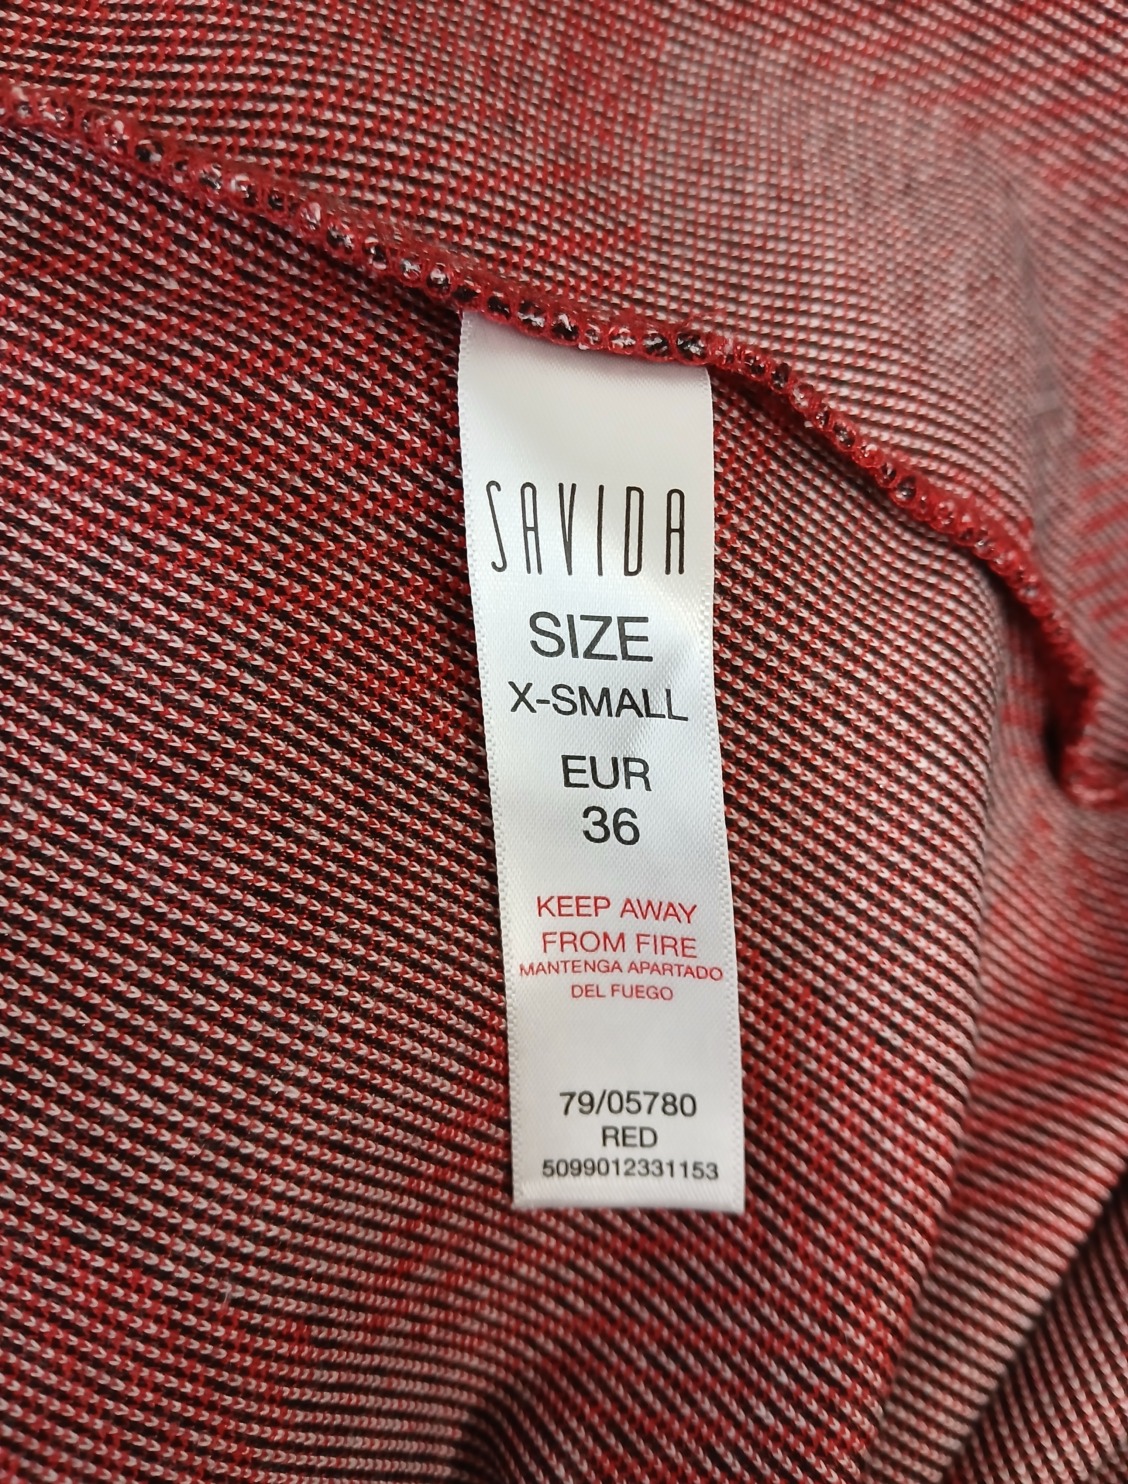 SAVIDA
SIZE
X-SMALL
EUR
36
KEEP AWAY
FROM FIRE
MANTENGA APARTADO
DEL FUEGO
79/05780
RED
5099012331153